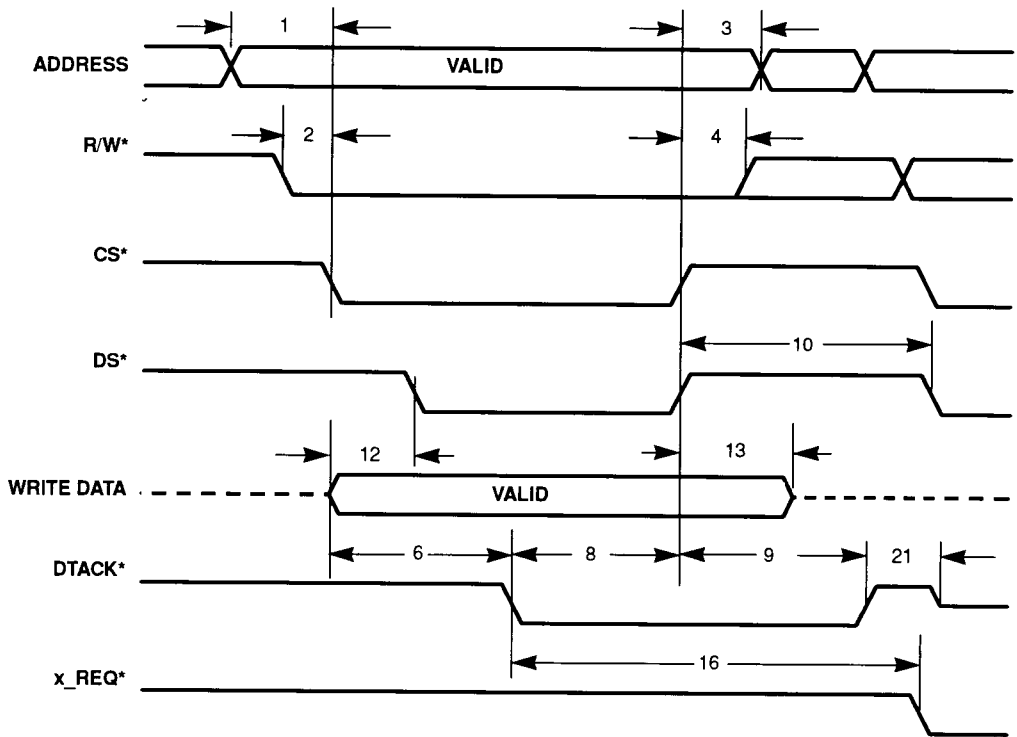 1 3
ADDRESS VALID
2 4
R/W*
CS*
10
DS*
12 13
WRITE DATA VALID
6 8 9 21
DTACK*
16
x_REQ*